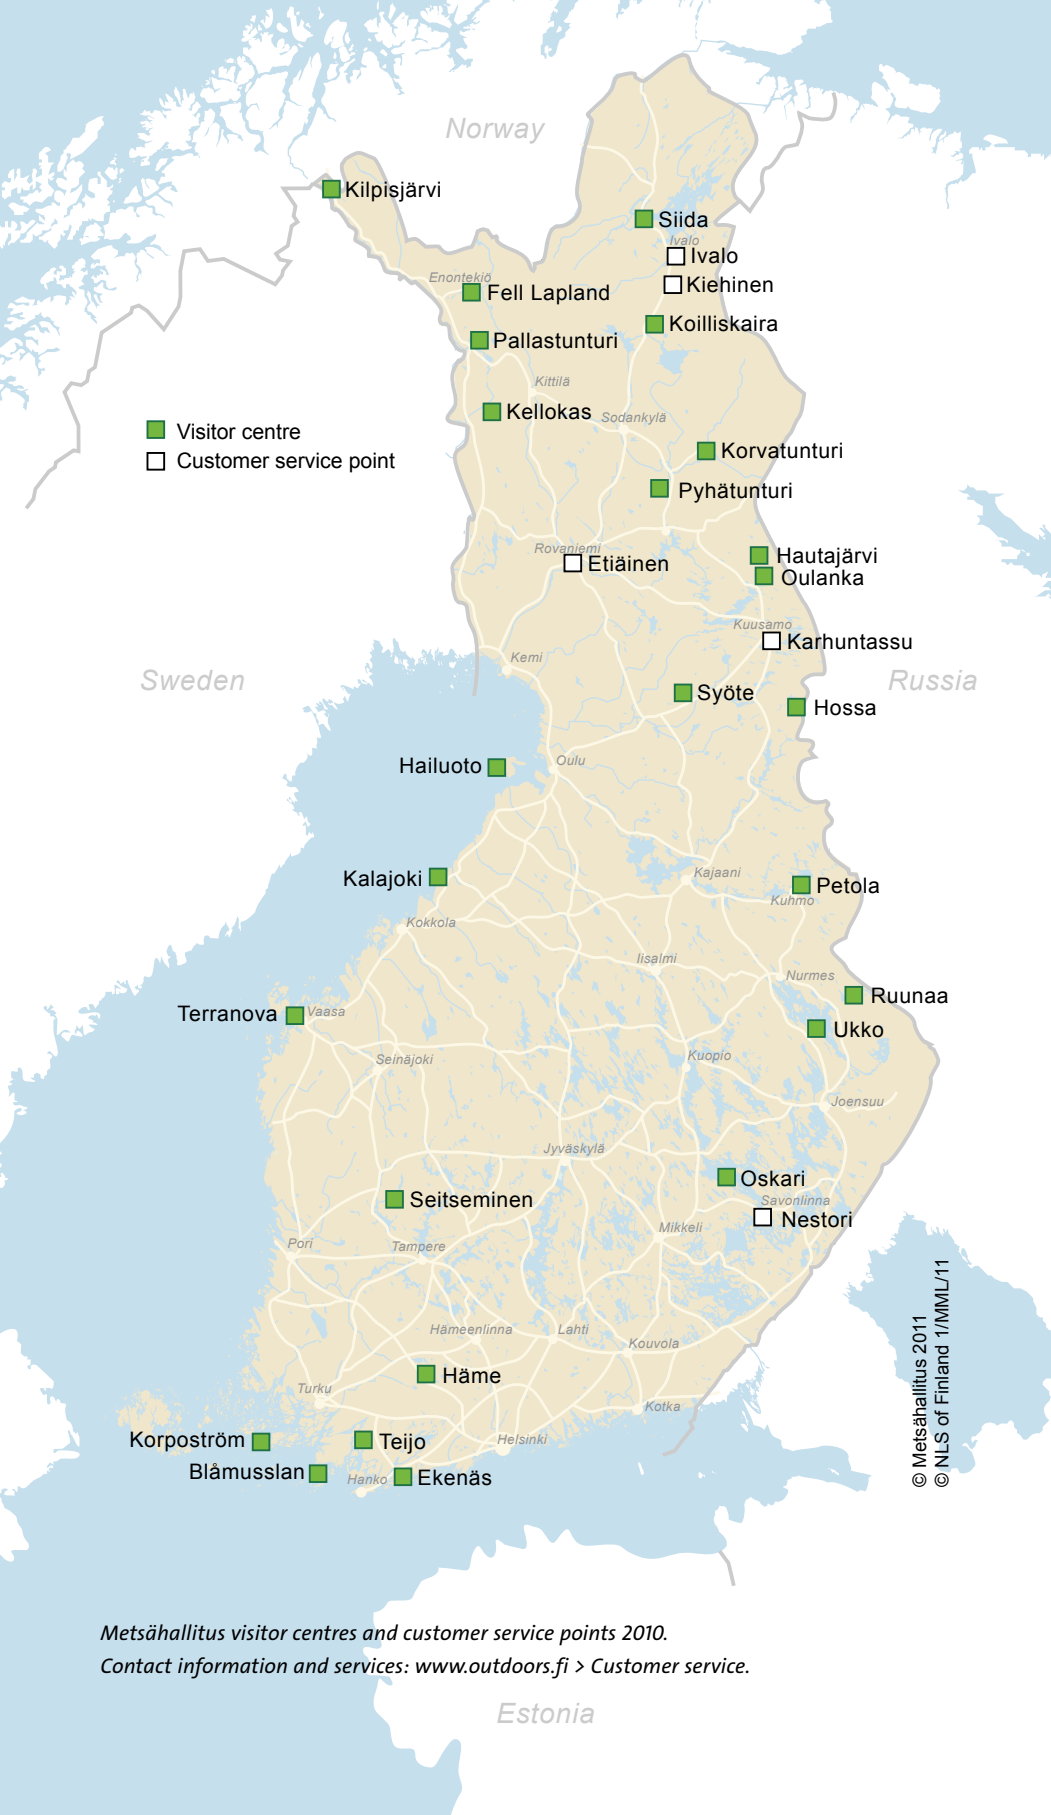 Norway
Kilpisjärvi
Siida
Ivalo
Ivalo
Enontekiö
Kiehinen
Fell Lapland
Koilliskaira
Pallastunturi
Kittilä
Kellokas
Sodankylä
Visitor centre
Customer service point
Korvatunturi
Pyhätunturi
Rovaniemi
Etiäinen
Hautajärvi
Oulanka
Kuusamo
Karhuntassu
Kemi
Sweden
Russia
Syöte
Hossa
Hailuoto
Oulu
Kalajoki
Kajaani
Petola
Kuhmo
Kokkola
Iisalmi
Nurmes
Ruunaa
Terranova
Vaasa
Ukko
Seinäjoki
Kuopio
Joensuu
Jyväskylä
Oskari
Seitseminen
Savonlinna
Nestori
Mikkeli
Pori
Tampere
Hämeenlinna
Lahti
Kouvola
Häme
Turku
Kotka
Korpoström
Teijo
Helsinki
Blåmusslan
Hanko
Ekenäs
© Metsähallitus 2011
© NLS of Finland 1/MML/11
Metsähallitus visitor centres and customer service points 2010.
Contact information and services: www.outdoors.fi > Customer service.
Estonia